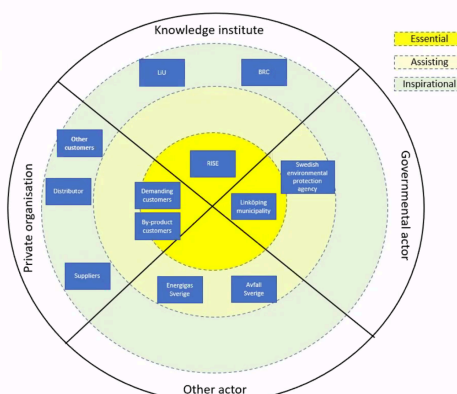 Knowledge institute
Essential
Assisting
Inspirational
LiU
BRC
Other
customers
RISE
Swedish
environmental
protection
agency
Distributor
Demanding
customers
Linköping
municipality
By-product
customers
Private organisation
Governmental actor
Suppliers
Energigas
Sverige
Avfall
Sverige
Other actor